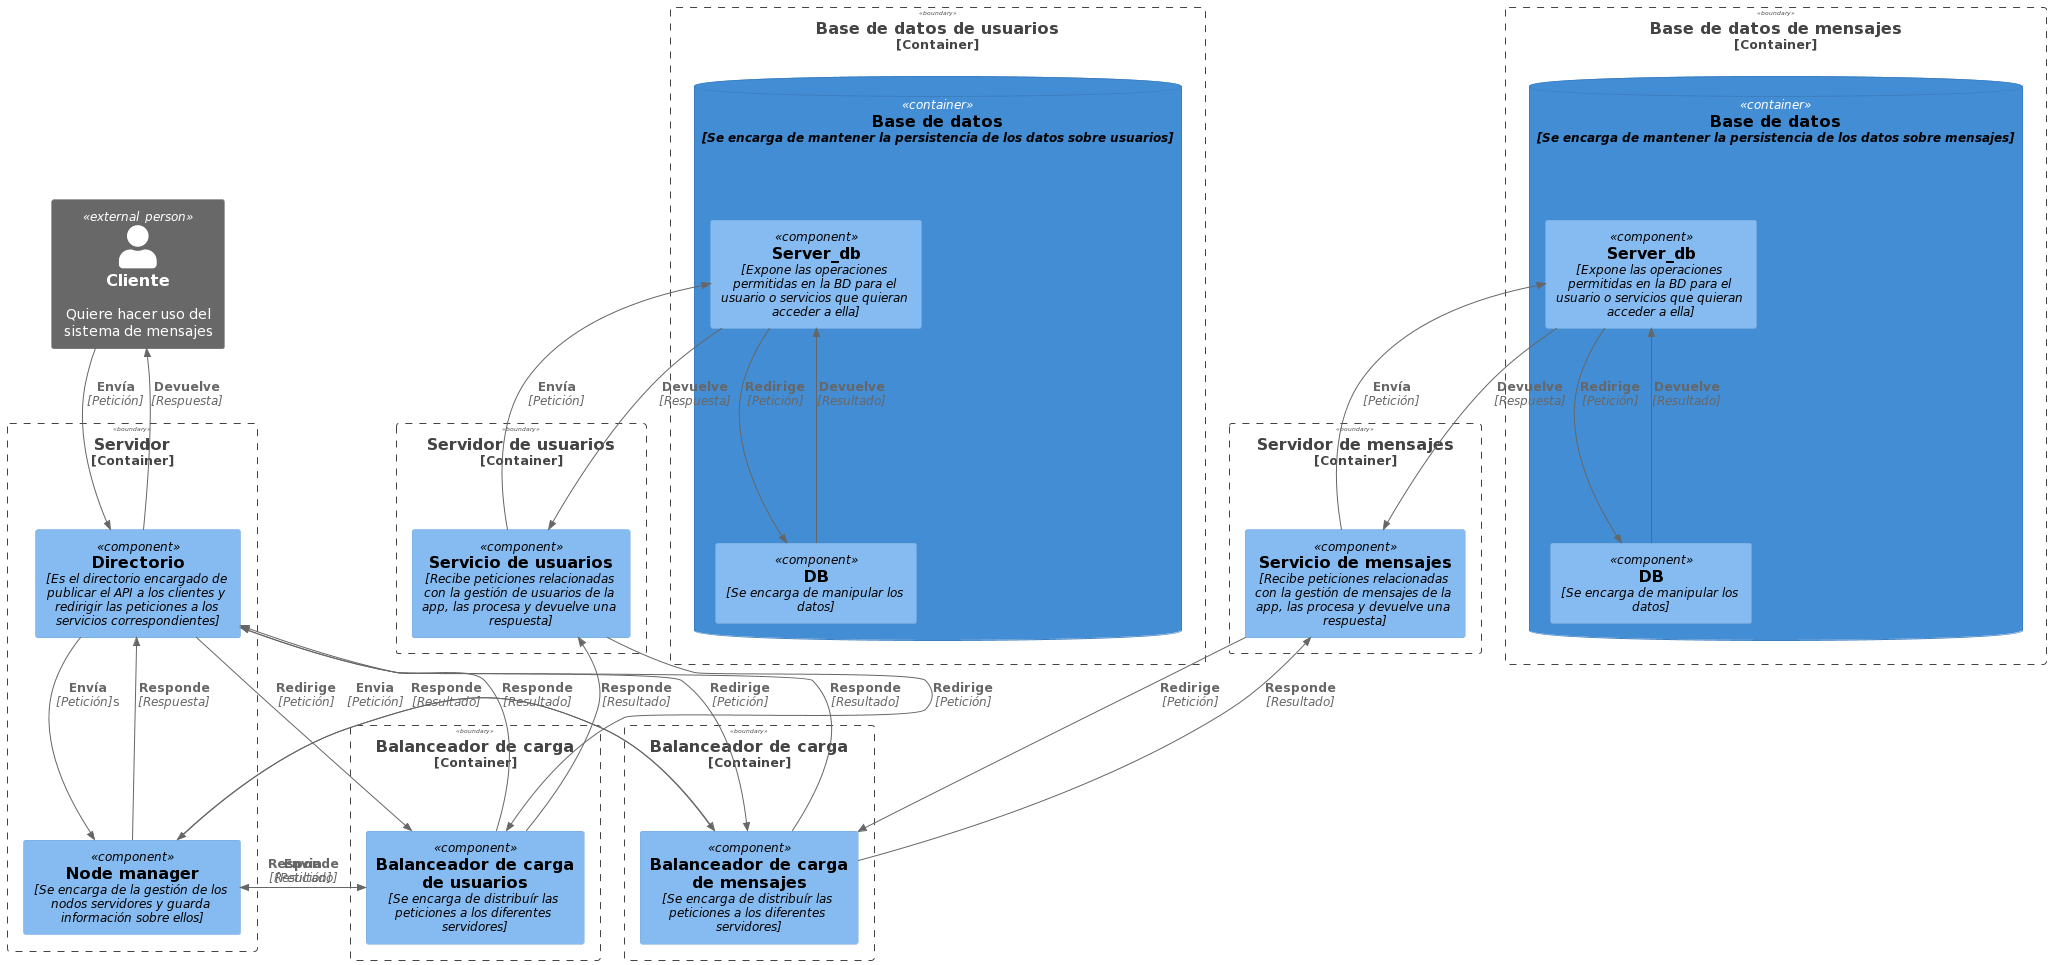 «boundary»
Base de datos de usuarios
[Container]
«container»
Base de datos
[Se encarga de mantener la persistencia de los datos sobre usuarios]
«component»
Server_db
[Expone las operaciones
permitidas en la BD para el
usuario o servicios que quieran
acceder a ella]
«component»
DB
[Se encarga de manipular los
datos]
«boundary»
Base de datos de mensajes
[Container]
«container»
Base de datos
[Se encarga de mantener la persistencia de los datos sobre mensajes]
«component»
Server_db
[Expone las operaciones
permitidas en la BD para el
usuario o servicios que quieran
acceder a ella]
«component»
DB
[Se encarga de manipular los
datos]
«external person»
Cliente
Quiere hacer uso del
sistema de mensajes
Envía
[Petición]
Devuelve
[Respuesta]
Envía
[Petición]
Devuelve
[Respuesta]
Redirige
[Petición]
Devuelve
[Resultado]
Envía
[Petición]
Devuelve
[Respuesta]
Redirige
[Petición]
Devuelve
[Resultado]
«boundary»
Servidor
[Container]
«component»
Directorio
[Es el directorio encargado de
publicar el API a los clientes y
redirigir las peticiones a los
servicios correspondientes]
«boundary»
Servidor de usuarios
[Container]
«component»
Servicio de usuarios
[Recibe peticiones relacionadas
con la gestión de usuarios de la
app, las procesa y devuelve una
respuesta]
«boundary»
Servidor de mensajes
[Container]
«component»
Servicio de mensajes
[Recibe peticiones relacionadas
con la gestión de mensajes de la
app, las procesa y devuelve una
respuesta]
Envía
[Petición]s
Responde
[Respuesta]
Redirige
[Petición]
Envia
[Petición]
Responde
[Resultado]
Responde
[Resultado]
Responde
[Resultado]
Redirige
[Petición]
Responde
[Resultado]
Redirige
[Petición]
Redirige
[Petición]
Responde
[Resultado]
«component»
Node manager
[Se encarga de la gestión de los
nodos servidores y guarda
información sobre ellos]
Responde
[Resultado]
Envia
[Petición]
«boundary»
Balanceador de carga
[Container]
«component»
Balanceador de carga
de usuarios
[Se encarga de distribuír las
peticiones a los diferentes
servidores]
«boundary»
Balanceador de carga
[Container]
«component»
Balanceador de carga
de mensajes
[Se encarga de distribuír las
peticiones a los diferentes
servidores]